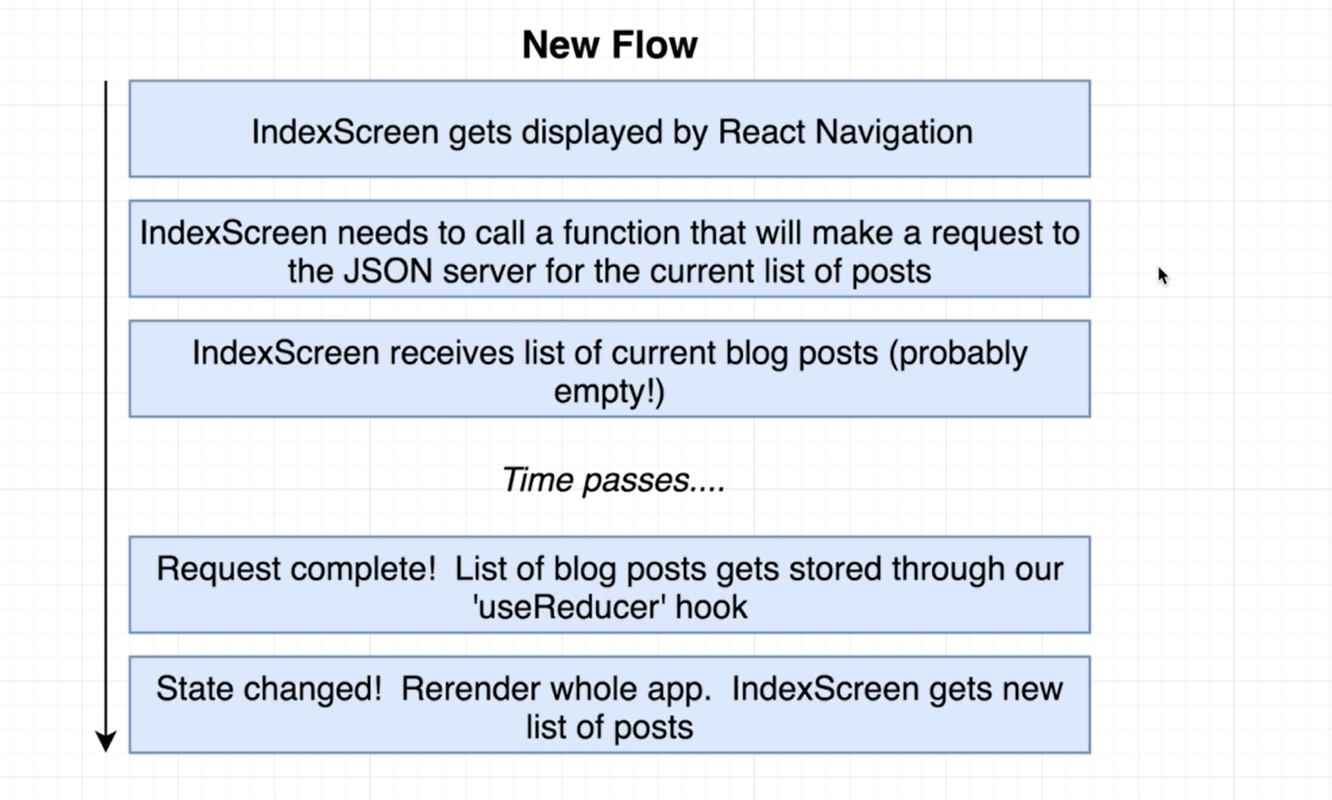 New Flow
IndexScreen gets displayed by React Navigation
IndexScreen needs to call a function that will make a request to
the JSON server for the current list of posts
IndexScreen receives list of current blog posts (probably
empty!)
Time passes....
Request complete!  List of blog posts gets stored through our
'useReducer' hook
State changed!  Rerender whole app.  IndexScreen gets new
list of posts